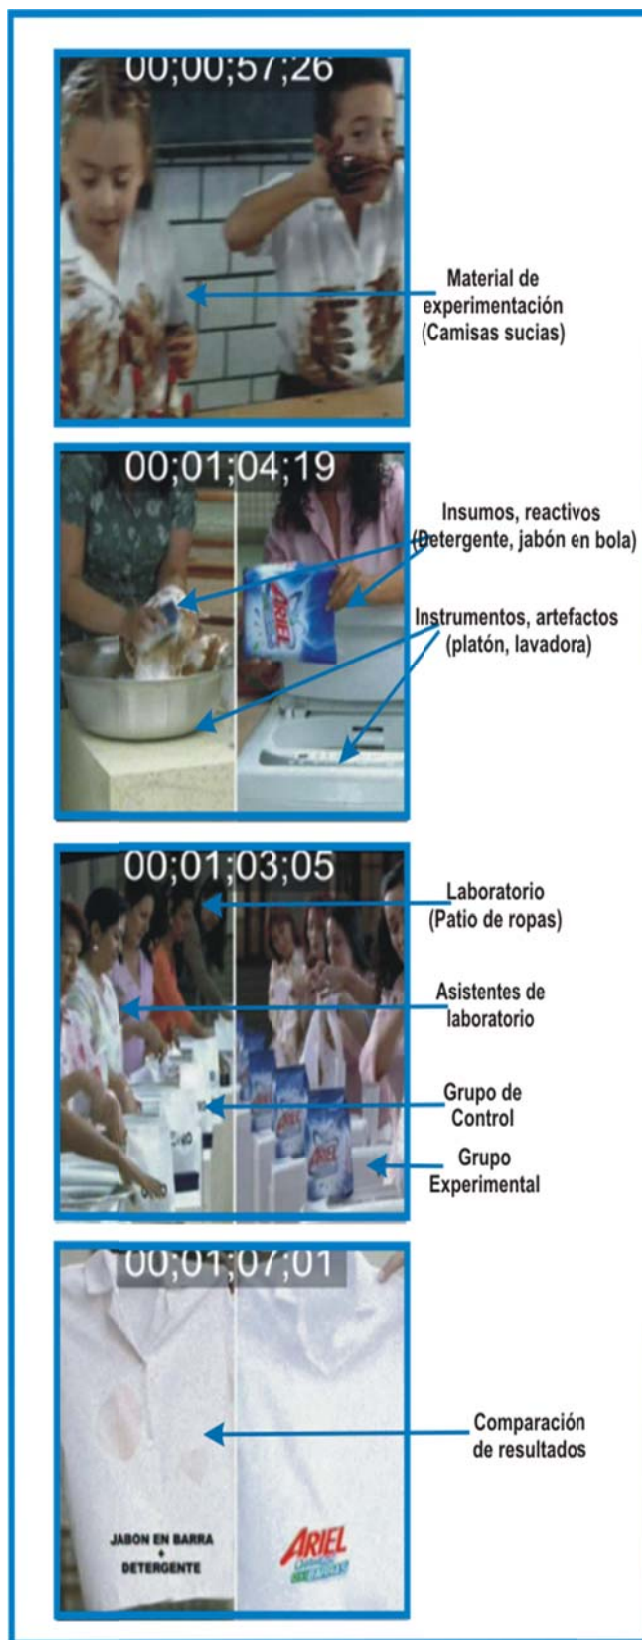 00;00;57;26
Material de
experimentación
(Camisas sucias)
00;01;04;19
Insumos, reactivos
(Detergente, jabón en bola)
ARIEL
Instrumentos, artefactos
(platón, lavadora)
00;01;03;05
Laboratorio
(Patio de ropas)
Asistentes de
laboratorio
Grupo de
Control
ARIEL
Grupo
Experimental
00;01;07;01
Comparación
de resultados
JABON EN BARRA
+
DETERGENTE
ARIEL